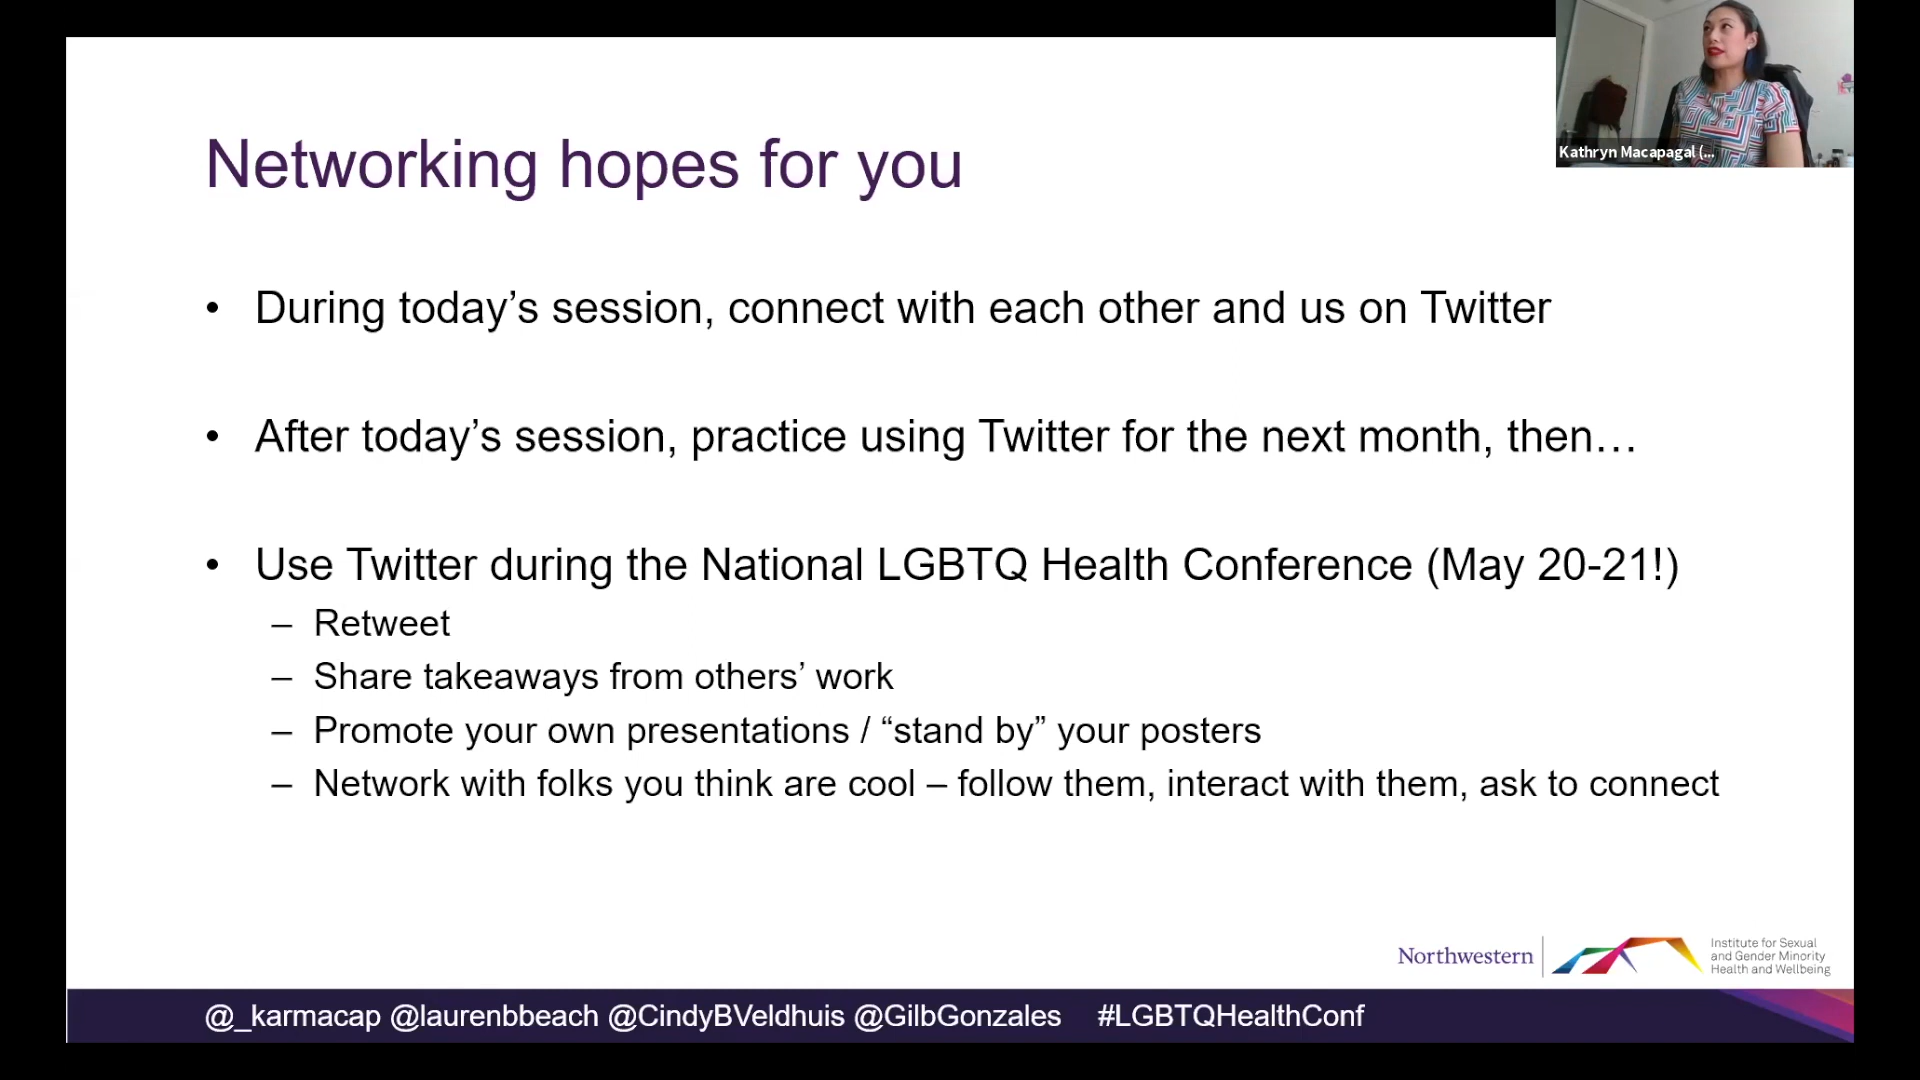 Kathryn Macapagal (...
Networking hopes for you
• During today’s session, connect with each other and us on Twitter
• After today’s session, practice using Twitter for the next month, then…
• Use Twitter during the National LGBTQ Health Conference (May 20-21!)
– Retweet
– Share takeaways from others’ work
– Promote your own presentations / “stand by” your posters
– Network with folks you think are cool – follow them, interact with them, ask to connect
Northwestern
Institute for Sexual
and Gender Minority
Health and Wellbeing
@_karmacap @laurenbbeach @CindyBVeldhuis @GilbGonzales #LGBTQHealthConf